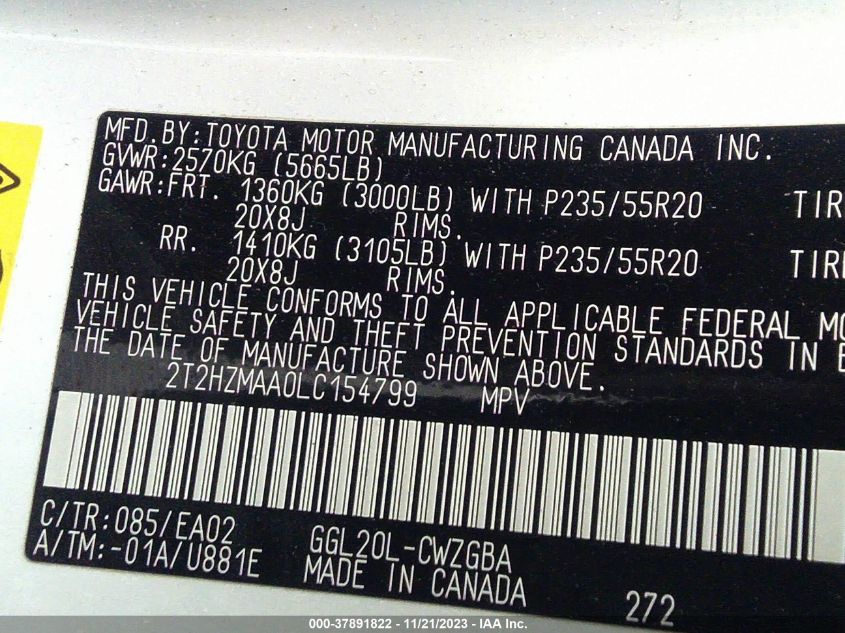 MFD. BY: TOYOTA MOTOR MANUFACTURING CANADA INC.
GVWR: 2570KG (5665LB)
GAWR: FRT. 1360KG (3000LB) WITH P235/55R20 TIR
20X8J RIMS.
RR. 1410KG (3105LB) WITH P235/55R20 TIR
20X8J RIMS.
THIS VEHICLE CONFORMS TO ALL APPLICABLE FEDERAL MO
VEHICLE SAFETY AND THEFT PREVENTION STANDARDS IN E
THE DATE OF MANUFACTURE SHOWN ABOVE.
2T2HZMAA0LC154799 MPV
C/TR: 085/EA02 GGL20L-CWZGBA
A/TM: -01A/U881E MADE IN CANADA 272
000-37891822 - 11/21/2023 - IAA Inc.